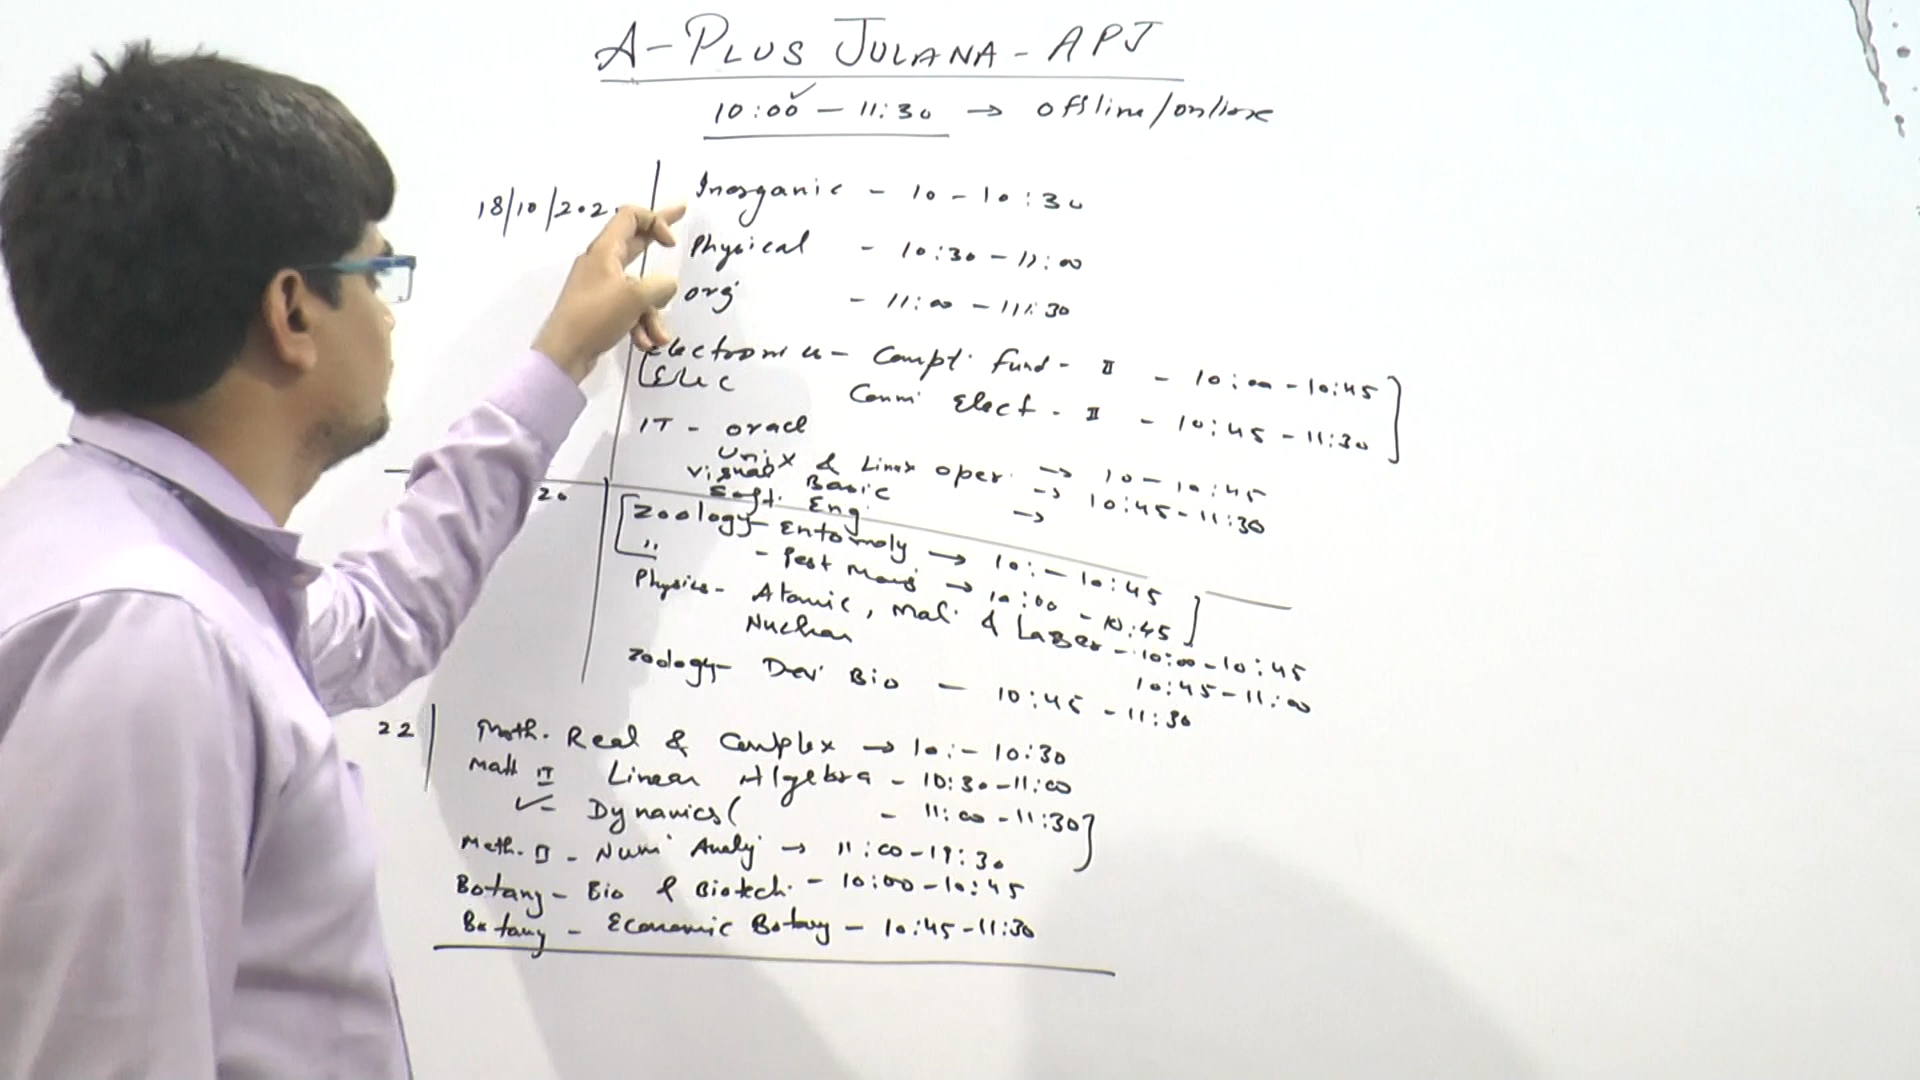 A-PLUS JULANA - APJ
10:00 - 11:30 → offline/online
18/10/202
Inorganic - 10 - 10:30
Physical - 10:30 - 11:00
org - 11:00 - 11:30
Electronics - Compt. Fund - II - 10:00 - 10:45
Elec Comm. Elect - II - 10:45 - 11:30
IT - oracl
Unix & Linux oper. → 10 - 10:45
Visual Basic → 10:45 - 11:30
Soft. Eng. →
20
Zoology - Entomoly → 10: - 10:45
,, - Pest Mang → 10:00 - 10:45
Physics - Atomic, Mol. & Laser - 10:00 - 10:45
Nuclear 10:45 - 11:00
Zoology - Dev. Bio - 10:45 - 11:30
22
Math. Real & Complex → 10: - 10:30
Math II Linear Algebra - 10:30 - 11:00
Dynamics ( - 11:00 - 11:30
Math. II - Num. Analy. → 11:00 - 11:30
Botany - Bio & Biotech. - 10:00 - 10:45
Botany - Economic Botany - 10:45 - 11:30